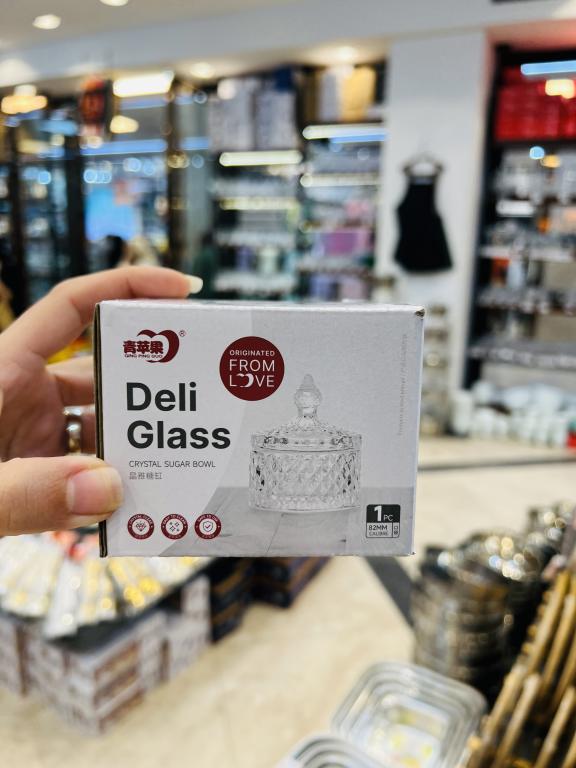 青苹果®
QING PING GUO
ORIGINATED
FROM
LOVE
Deli
Glass
CRYSTAL SUGAR BOWL
晶雅糖缸
1PC
82MM
CALIBRE